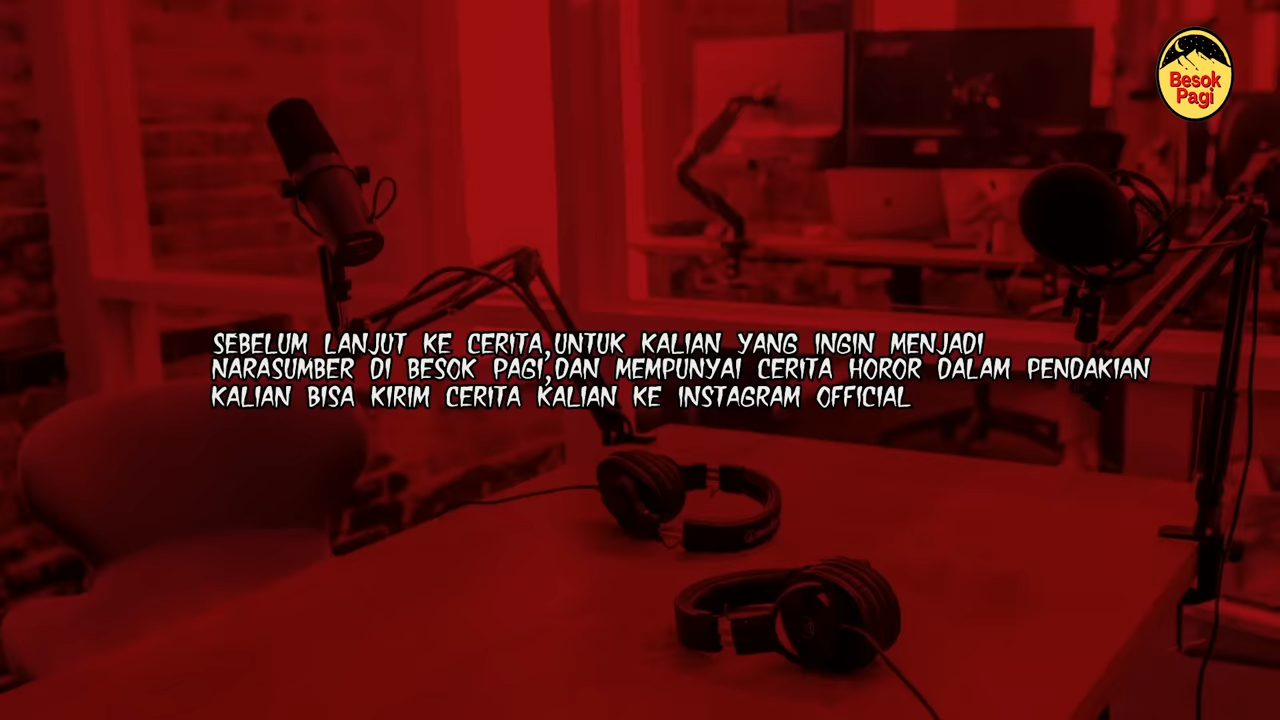 Besok
Pagi
SEBELUM LANJUT KE CERITA,UNTUK KALIAN YANG INGIN MENJADI
NARASUMBER DI BESOK PAGI,DAN MEMPUNYAI CERITA HOROR DALAM PENDAKIAN
KALIAN BISA KIRIM CERITA KALIAN KE INSTAGRAM OFFICIAL